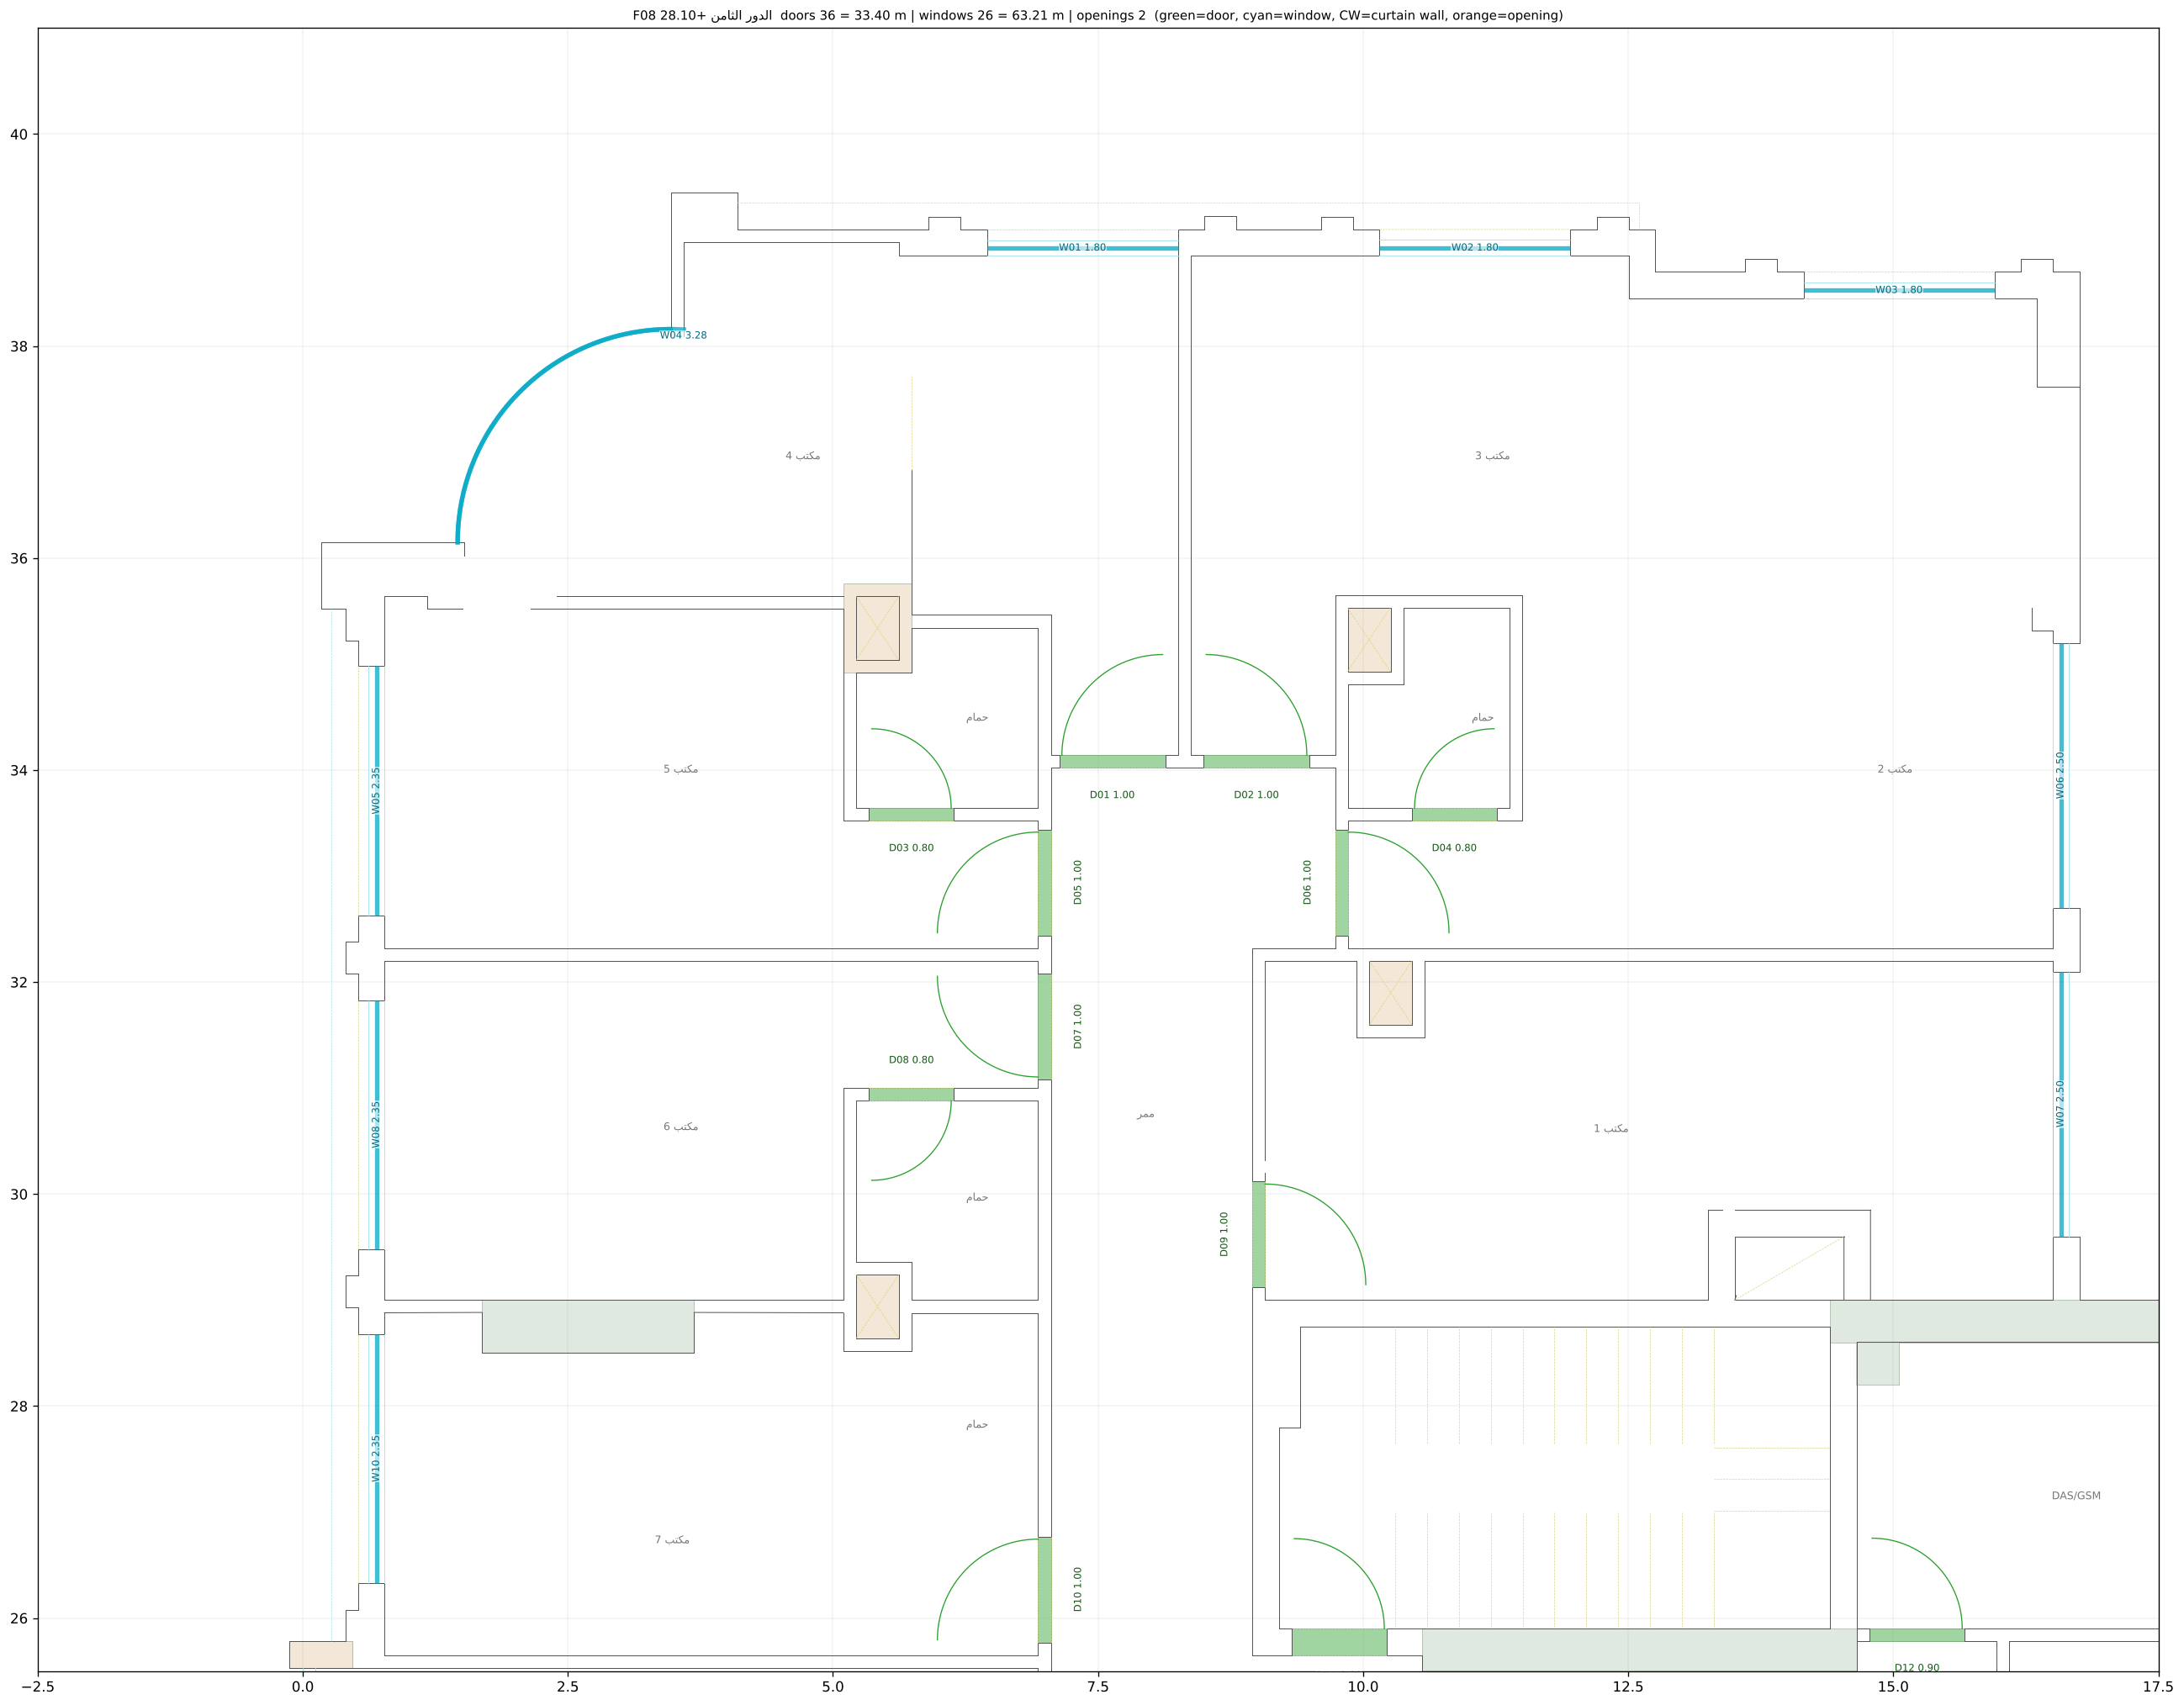 F08 28.10+ الدور الثامن  doors 36 = 33.40 m | windows 26 = 63.21 m | openings 2  (green=door, cyan=window, CW=curtain wall, orange=opening)
40
38
36
34
32
30
28
26
W01 1.80
W02 1.80
W03 1.80
W04 3.28
مكتب 4
مكتب 3
حمام
حمام
W05 2.35
مكتب 5
D01 1.00
D02 1.00
مكتب 2
W06 2.50
D03 0.80
D05 1.00
D06 1.00
D04 0.80
D07 1.00
D08 0.80
W08 2.35
مكتب 6
ممر
مكتب 1
W07 2.50
حمام
D09 1.00
حمام
W10 2.35
مكتب 7
D10 1.00
DAS/GSM
D12 0.90
−2.5
0.0
2.5
5.0
7.5
10.0
12.5
15.0
17.5